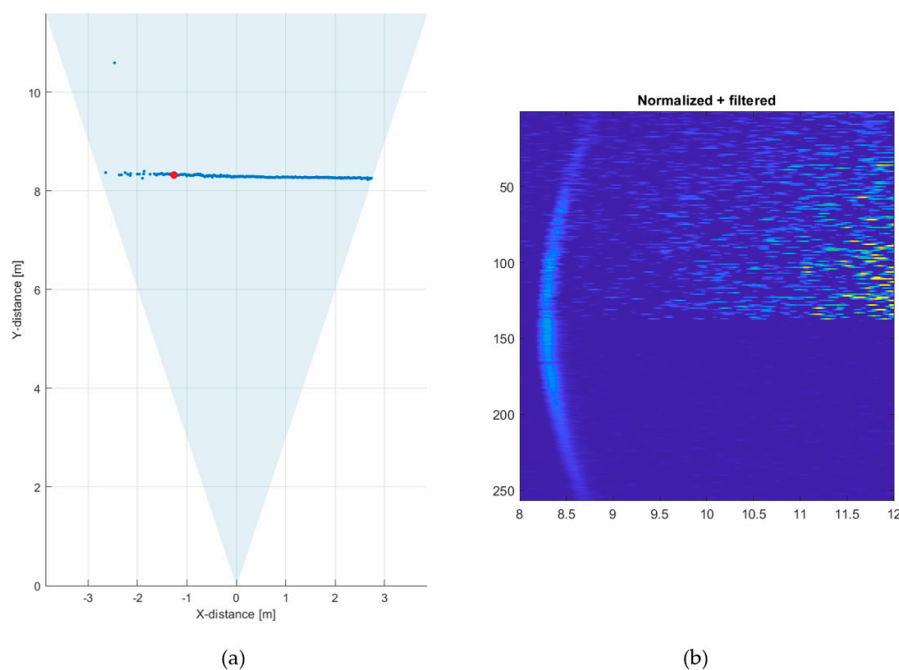 10
8
6
4
2
0
Y-distance [m]
-3 -2 -1 0 1 2 3
X-distance [m]
(a)
Normalized + filtered
50
100
150
200
250
8 8.5 9 9.5 10 10.5 11 11.5 12
(b)